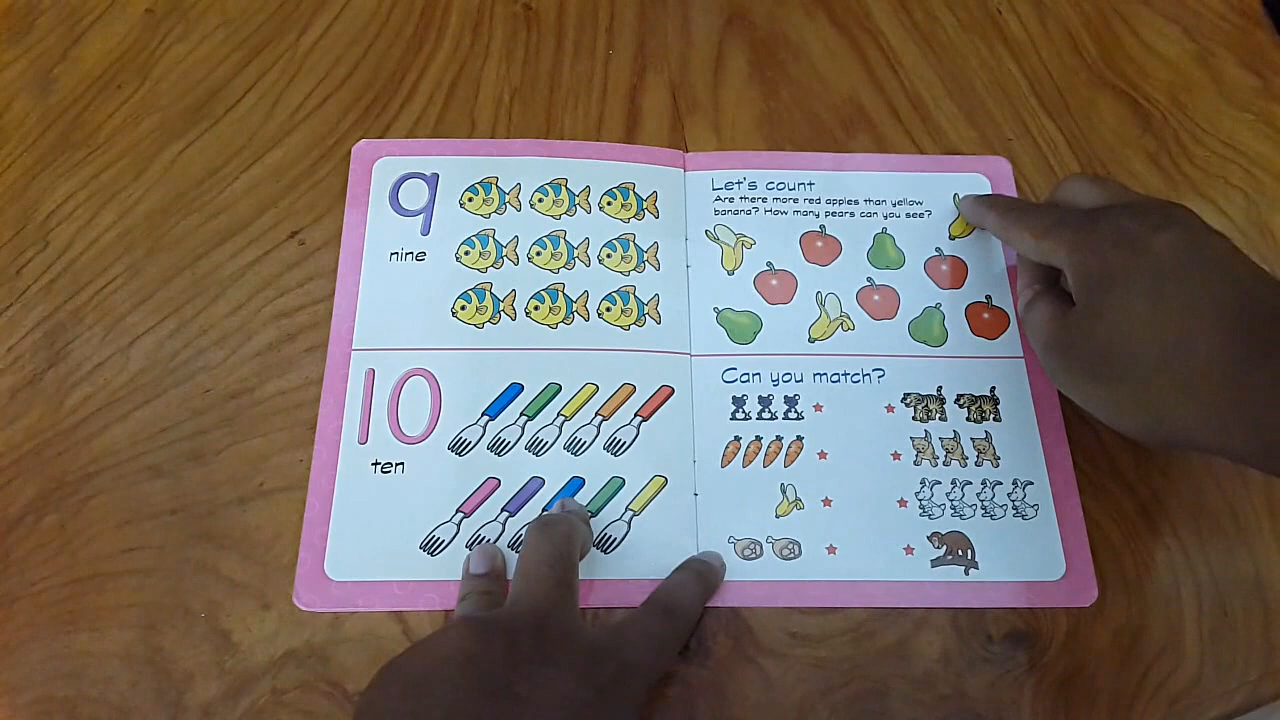 9
nine
10
ten
Let's count
Are there more red apples than yellow
banana? How many pears can you see?
Can you match?